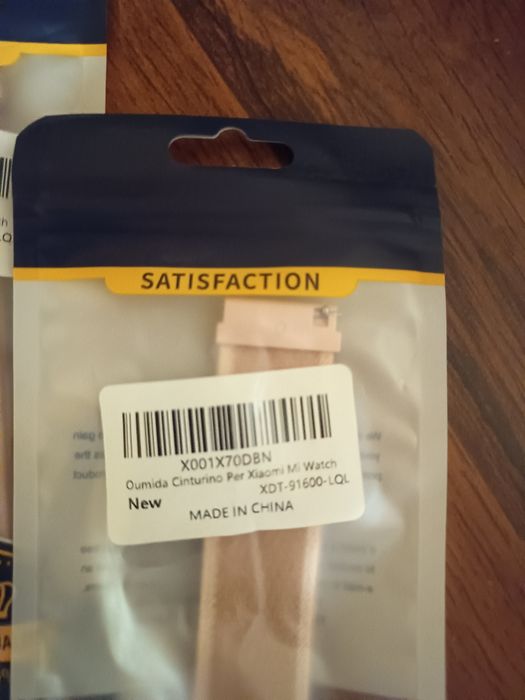 SATISFACTION
X001X70DBN
Oumida Cinturino Per Xiaomi Mi Watch
XDT-91600-LQL
New
MADE IN CHINA